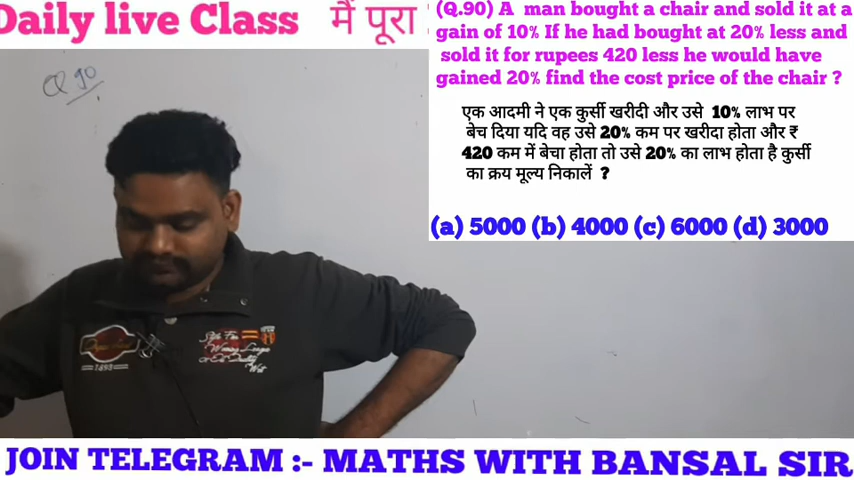 Daily live Class मैं पूरा
(Q.90) A man bought a chair and sold it at a
gain of 10% If he had bought at 20% less and
sold it for rupees 420 less he would have
gained 20% find the cost price of the chair ?
एक आदमी ने एक कुर्सी खरीदी और उसे 10% लाभ पर
बेच दिया यदि वह उसे 20% कम पर खरीदा होता और ₹
420 कम में बेचा होता तो उसे 20% का लाभ होता है कुर्सी
का क्रय मूल्य निकालें ?
(a) 5000 (b) 4000 (c) 6000 (d) 3000
Q 90
1698
JOIN TELEGRAM :- MATHS WITH BANSAL SIR